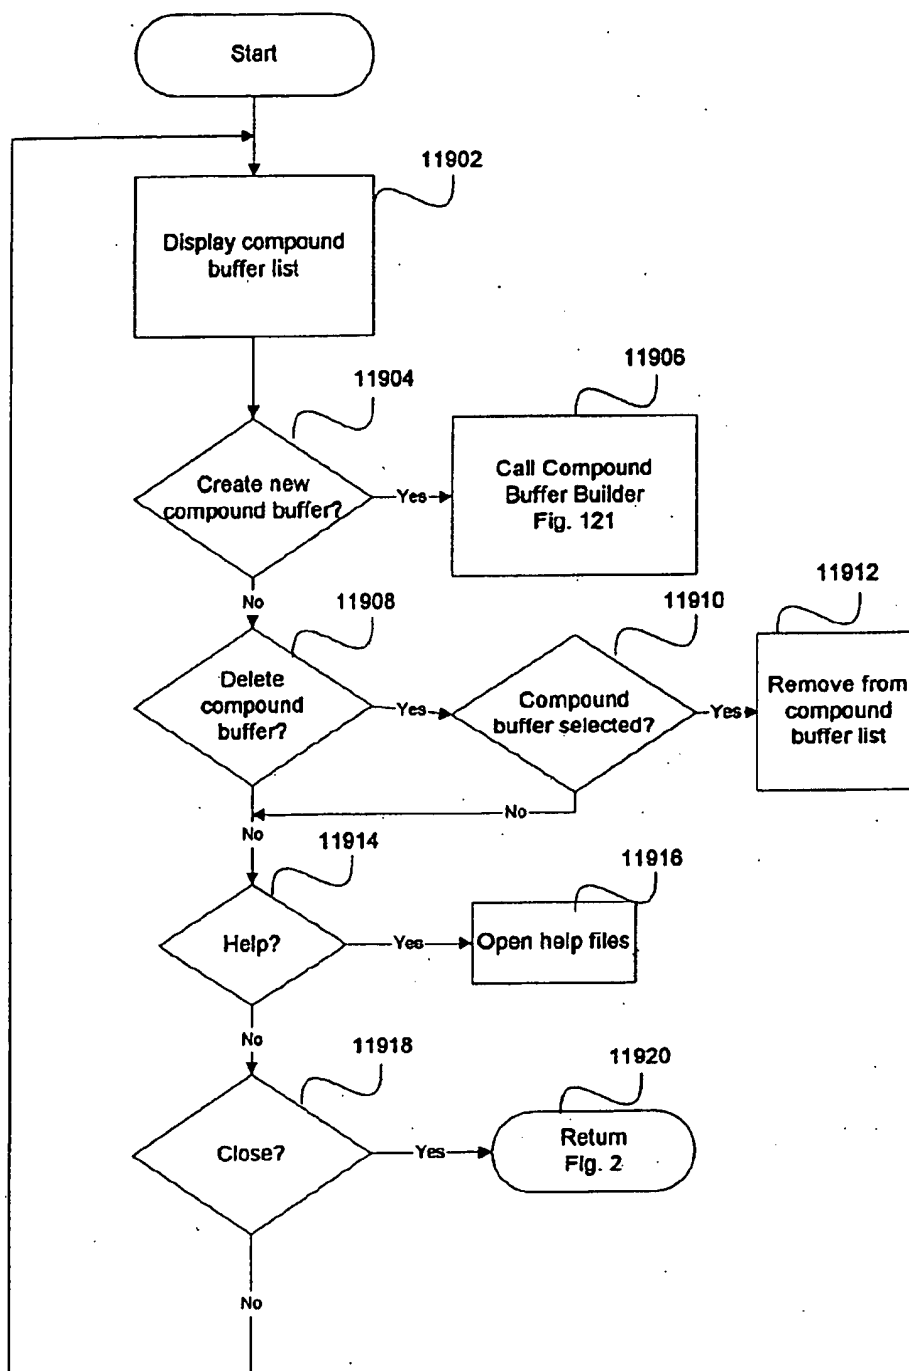 Start
11902
Display compound
buffer list
11904
11906
Create new
compound buffer?
Yes
Call Compound
Buffer Builder
Fig. 121
No
11908
11910
11912
Delete
compound
buffer?
Yes
Compound
buffer selected?
Yes
Remove from
compound
buffer list
No
No
11914
11916
Help?
Yes
Open help files
No
11918
11920
Close?
Yes
Return
Fig. 2
No